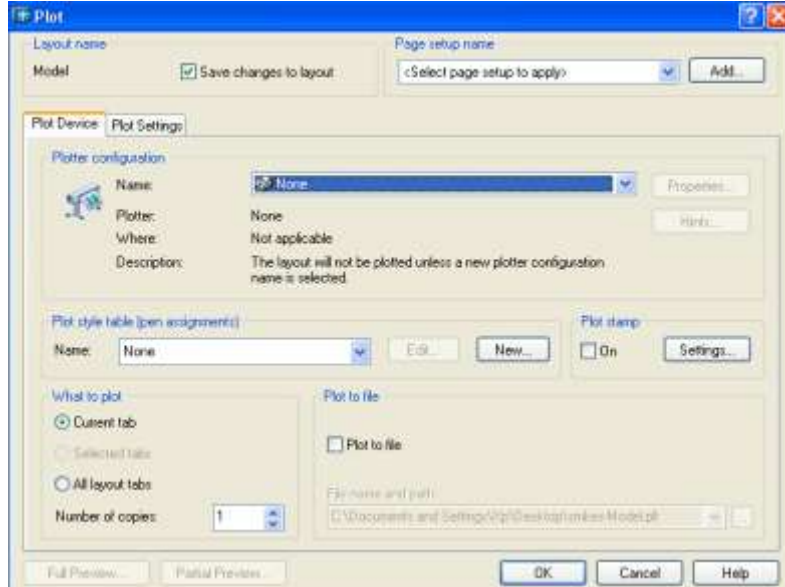 Plot
Layout name
Model
Save changes to layout
Page setup name
<Select page setup to apply>
Add...
Plot Device
Plot Settings
Plotter configuration
Name:
None
Properties...
Plotter:
None
Hints...
Where:
Not applicable
Description:
The layout will not be plotted unless a new plotter configuration
name is selected.
Plot style table (pen assignments)
Name:
None
Edit...
New...
Plot stamp
On
Settings...
What to plot
Current tab
Selected tabs
All layout tabs
Number of copies:
1
Plot to file
Plot to file
File name and path:
C:\Documents and
Full Preview...
Partial Preview...
OK
Cancel
Help